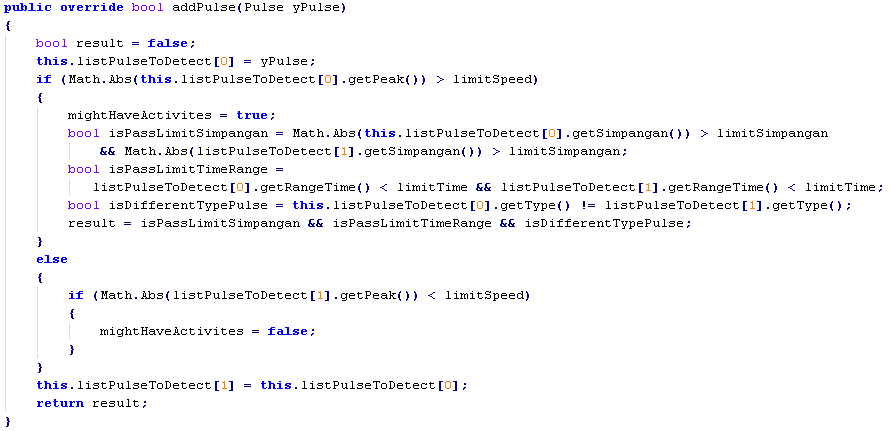 public override bool addPulse(Pulse yPulse)
{
    bool result = false;
    this.listPulseToDetect[0] = yPulse;
    if (Math.Abs(this.listPulseToDetect[0].getPeak()) > limitSpeed)
    {
        mightHaveActivites = true;
        bool isPassLimitSimpangan = Math.Abs(this.listPulseToDetect[0].getSimpangan()) > limitSimpangan
            && Math.Abs(listPulseToDetect[1].getSimpangan()) > limitSimpangan;
        bool isPassLimitTimeRange =
           listPulseToDetect[0].getRangeTime() < limitTime && listPulseToDetect[1].getRangeTime() < limitTime;
        bool isDifferentTypePulse = this.listPulseToDetect[0].getType() != listPulseToDetect[1].getType();
        result = isPassLimitSimpangan && isPassLimitTimeRange && isDifferentTypePulse;
    }
    else
    {
        if (Math.Abs(listPulseToDetect[1].getPeak()) < limitSpeed)
        {
            mightHaveActivites = false;
        }
    }
    this.listPulseToDetect[1] = this.listPulseToDetect[0];
    return result;
}